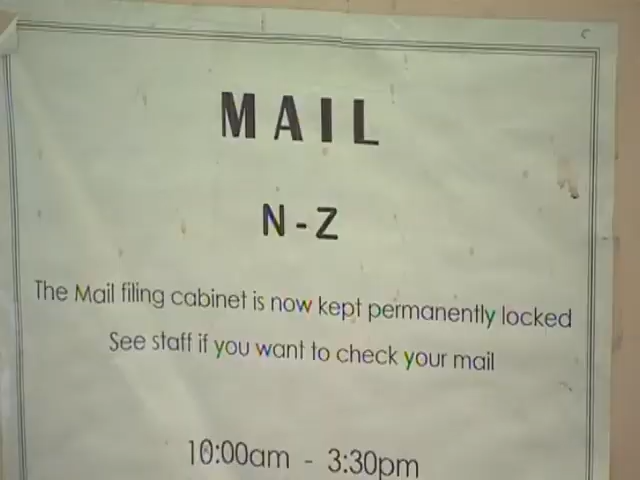 MAIL
N-Z
The Mail filing cabinet is now kept permanently locked
See staff if you want to check your mail
10:00am - 3:30pm